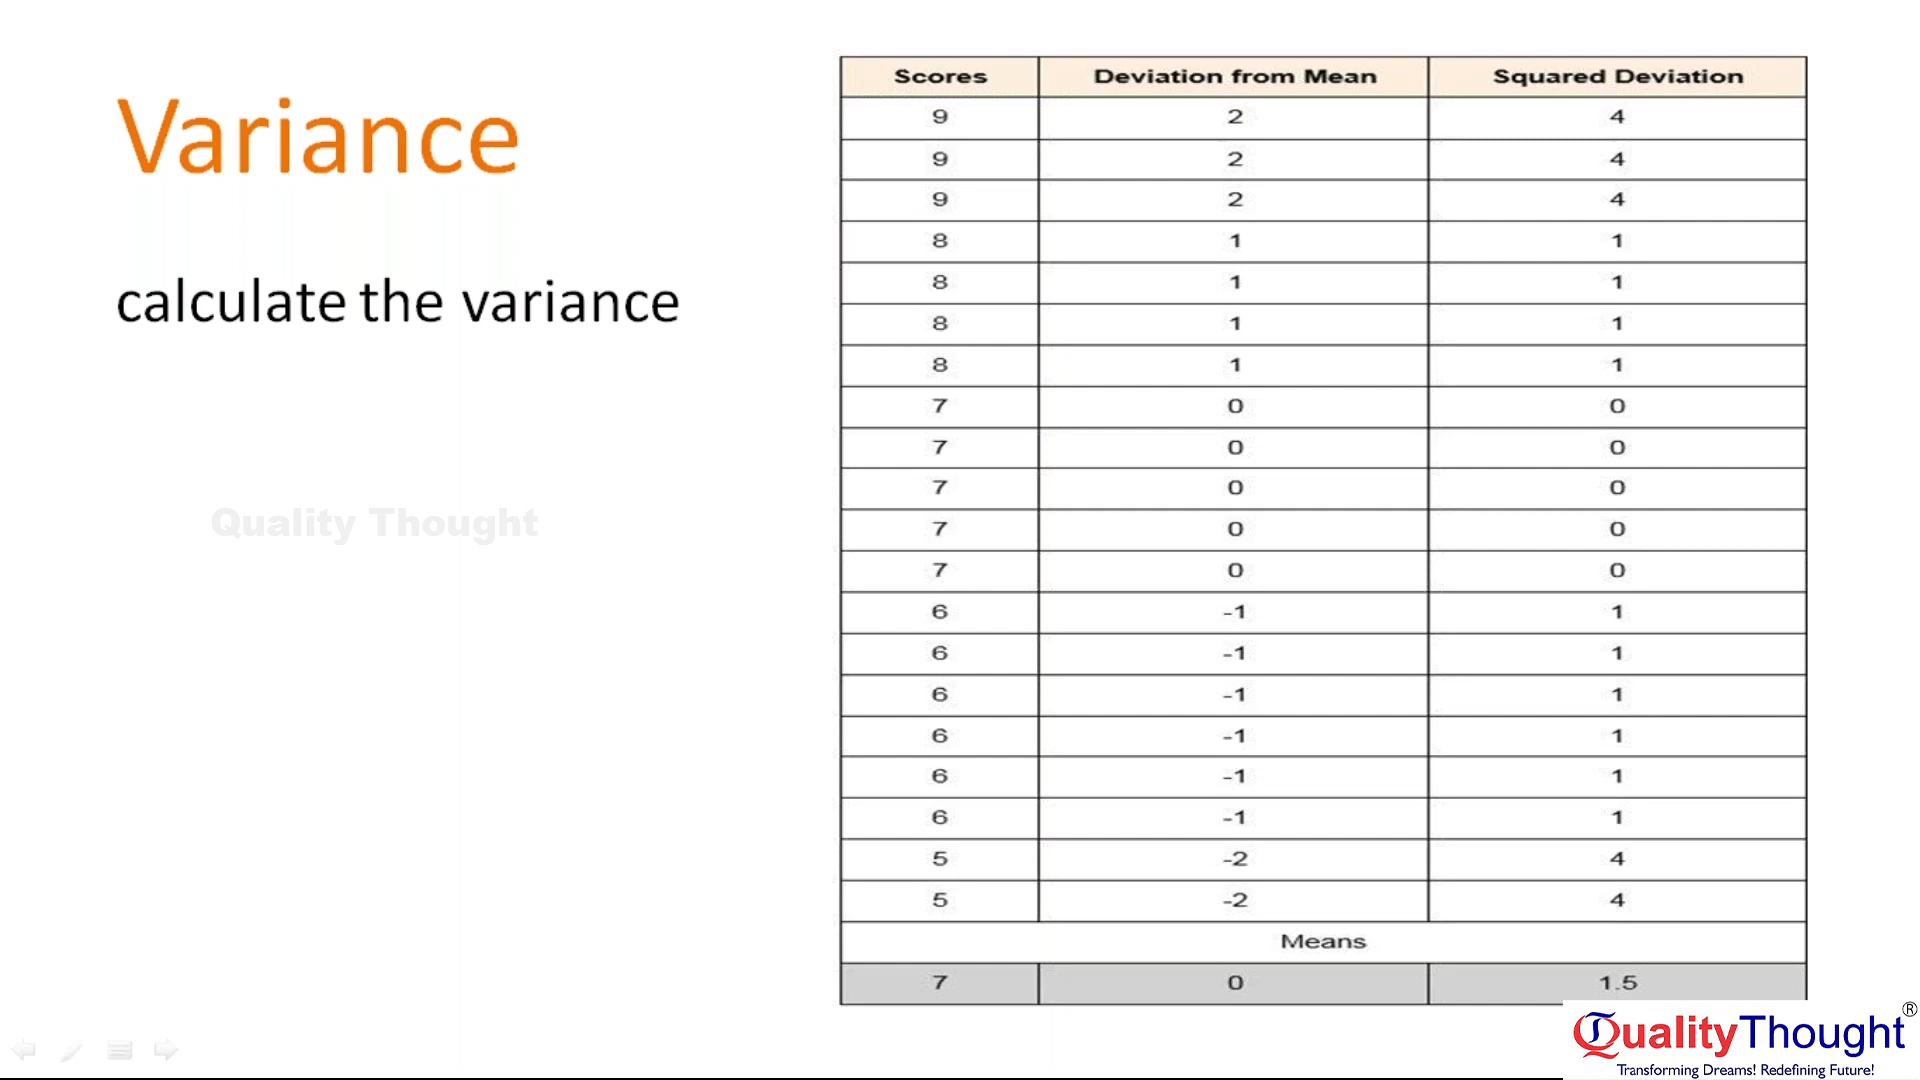 Variance
calculate the variance
Quality Thought
Scores Deviation from Mean Squared Deviation
9 2 4
9 2 4
9 2 4
8 1 1
8 1 1
8 1 1
8 1 1
7 0 0
7 0 0
7 0 0
7 0 0
7 0 0
6 -1 1
6 -1 1
6 -1 1
6 -1 1
6 -1 1
6 -1 1
5 -2 4
5 -2 4
Means
7 0 1.5
QualityThought®
Transforming Dreams! Redefining Future!